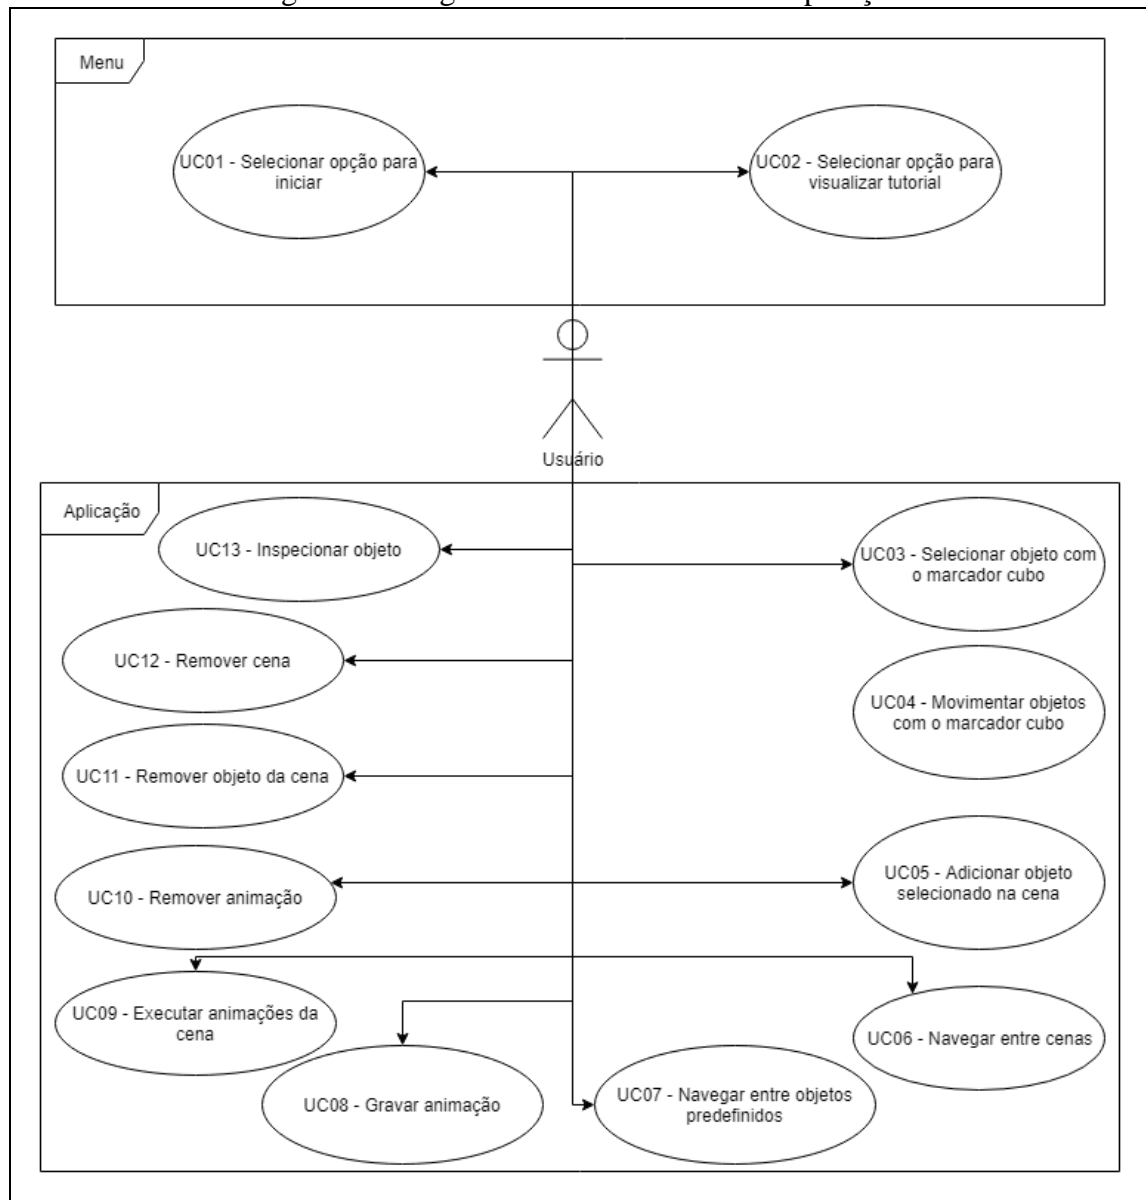 Menu
UC01 - Selecionar opção para
iniciar
UC02 - Selecionar opção para
visualizar tutorial
Usuário
Aplicação
UC13 - Inspecionar objeto
UC03 - Selecionar objeto com
o marcador cubo
UC12 - Remover cena
UC04 - Movimentar objetos
com o marcador cubo
UC11 - Remover objeto da cena
UC10 - Remover animação
UC05 - Adicionar objeto
selecionado na cena
UC09 - Executar animações da
cena
UC06 - Navegar entre cenas
UC08 - Gravar animação
UC07 - Navegar entre objetos
predefinidos